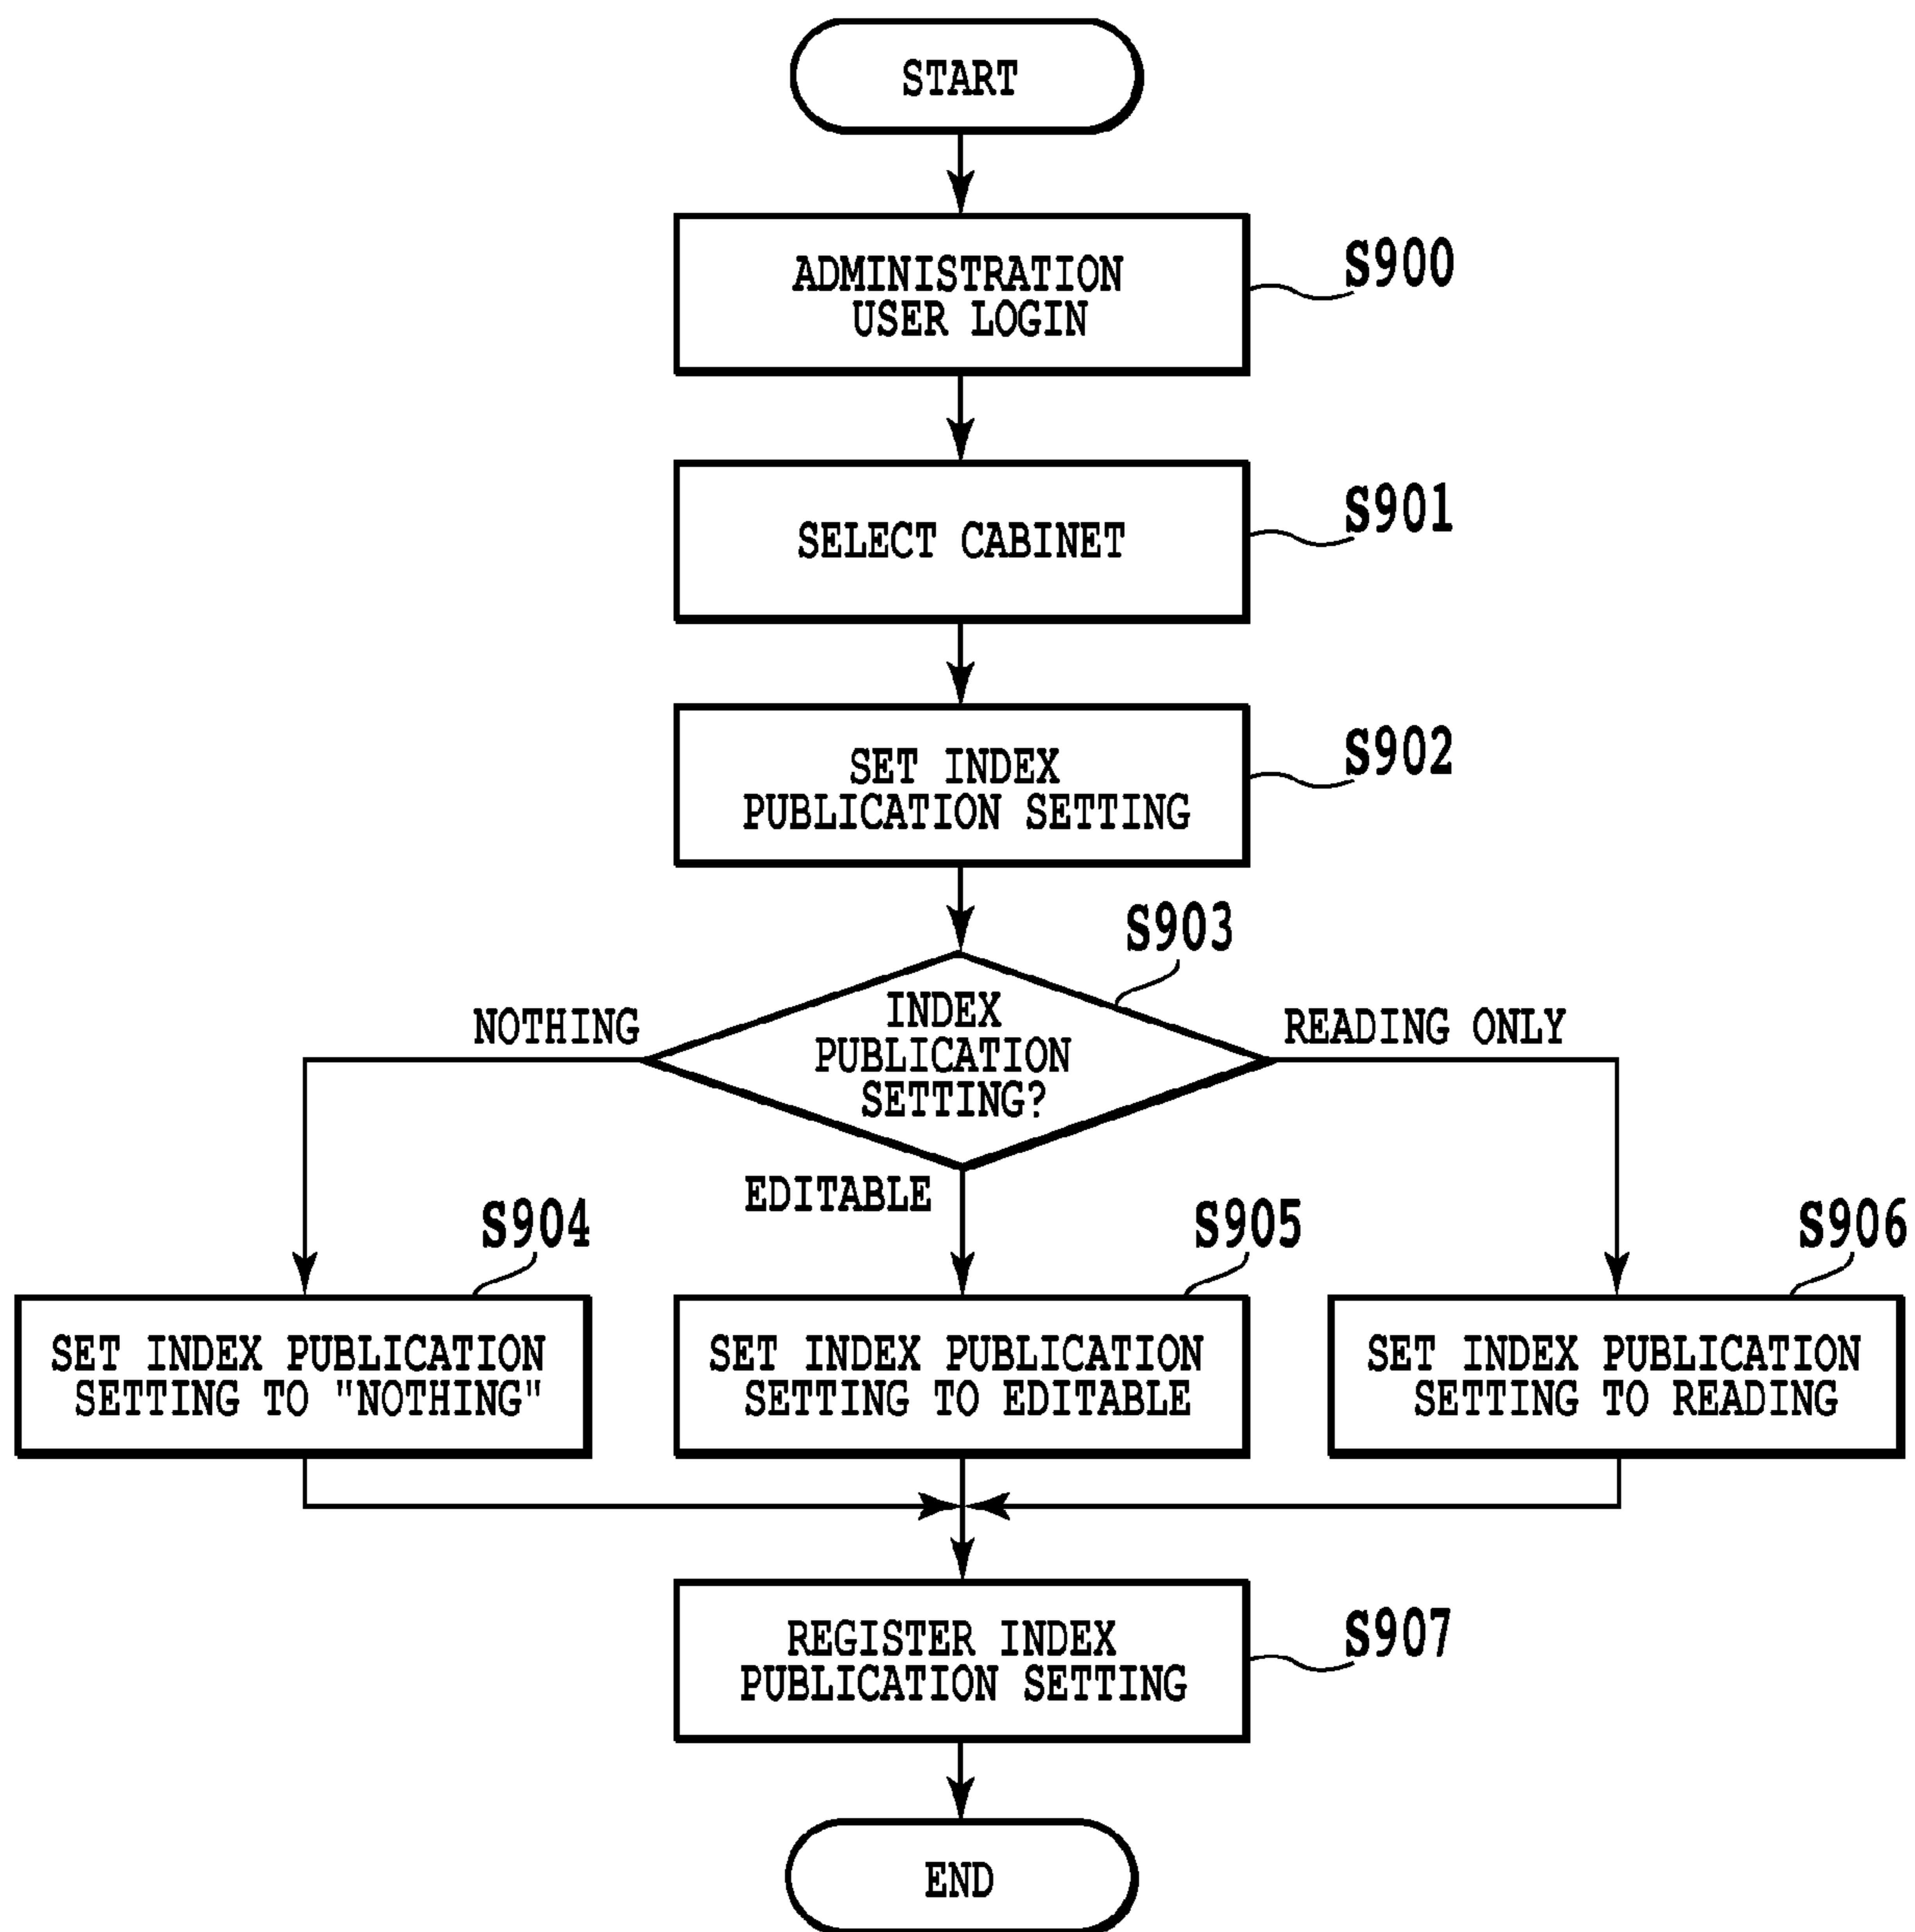 START
ADMINISTRATION
USER LOGIN
S900
SELECT CABINET
S901
SET INDEX
PUBLICATION SETTING
S902
S903
INDEX
PUBLICATION
SETTING?
NOTHING
READING ONLY
EDITABLE
S904
S905
S906
SET INDEX PUBLICATION
SETTING TO "NOTHING"
SET INDEX PUBLICATION
SETTING TO EDITABLE
SET INDEX PUBLICATION
SETTING TO READING
REGISTER INDEX
PUBLICATION SETTING
S907
END